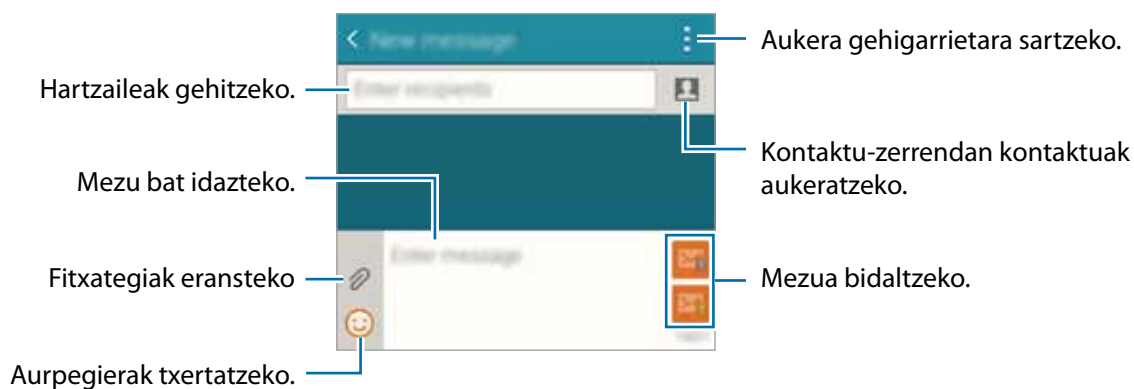 New message
Aukera gehigarrietara sartzeko.
Hartzaileak gehitzeko.
Enter recipients
Kontaktu-zerrendan kontaktuak
aukeratzeko.
Mezu bat idazteko.
Enter message
Fitxategiak eransteko
Mezua bidaltzeko.
Aurpegierak txertatzeko.